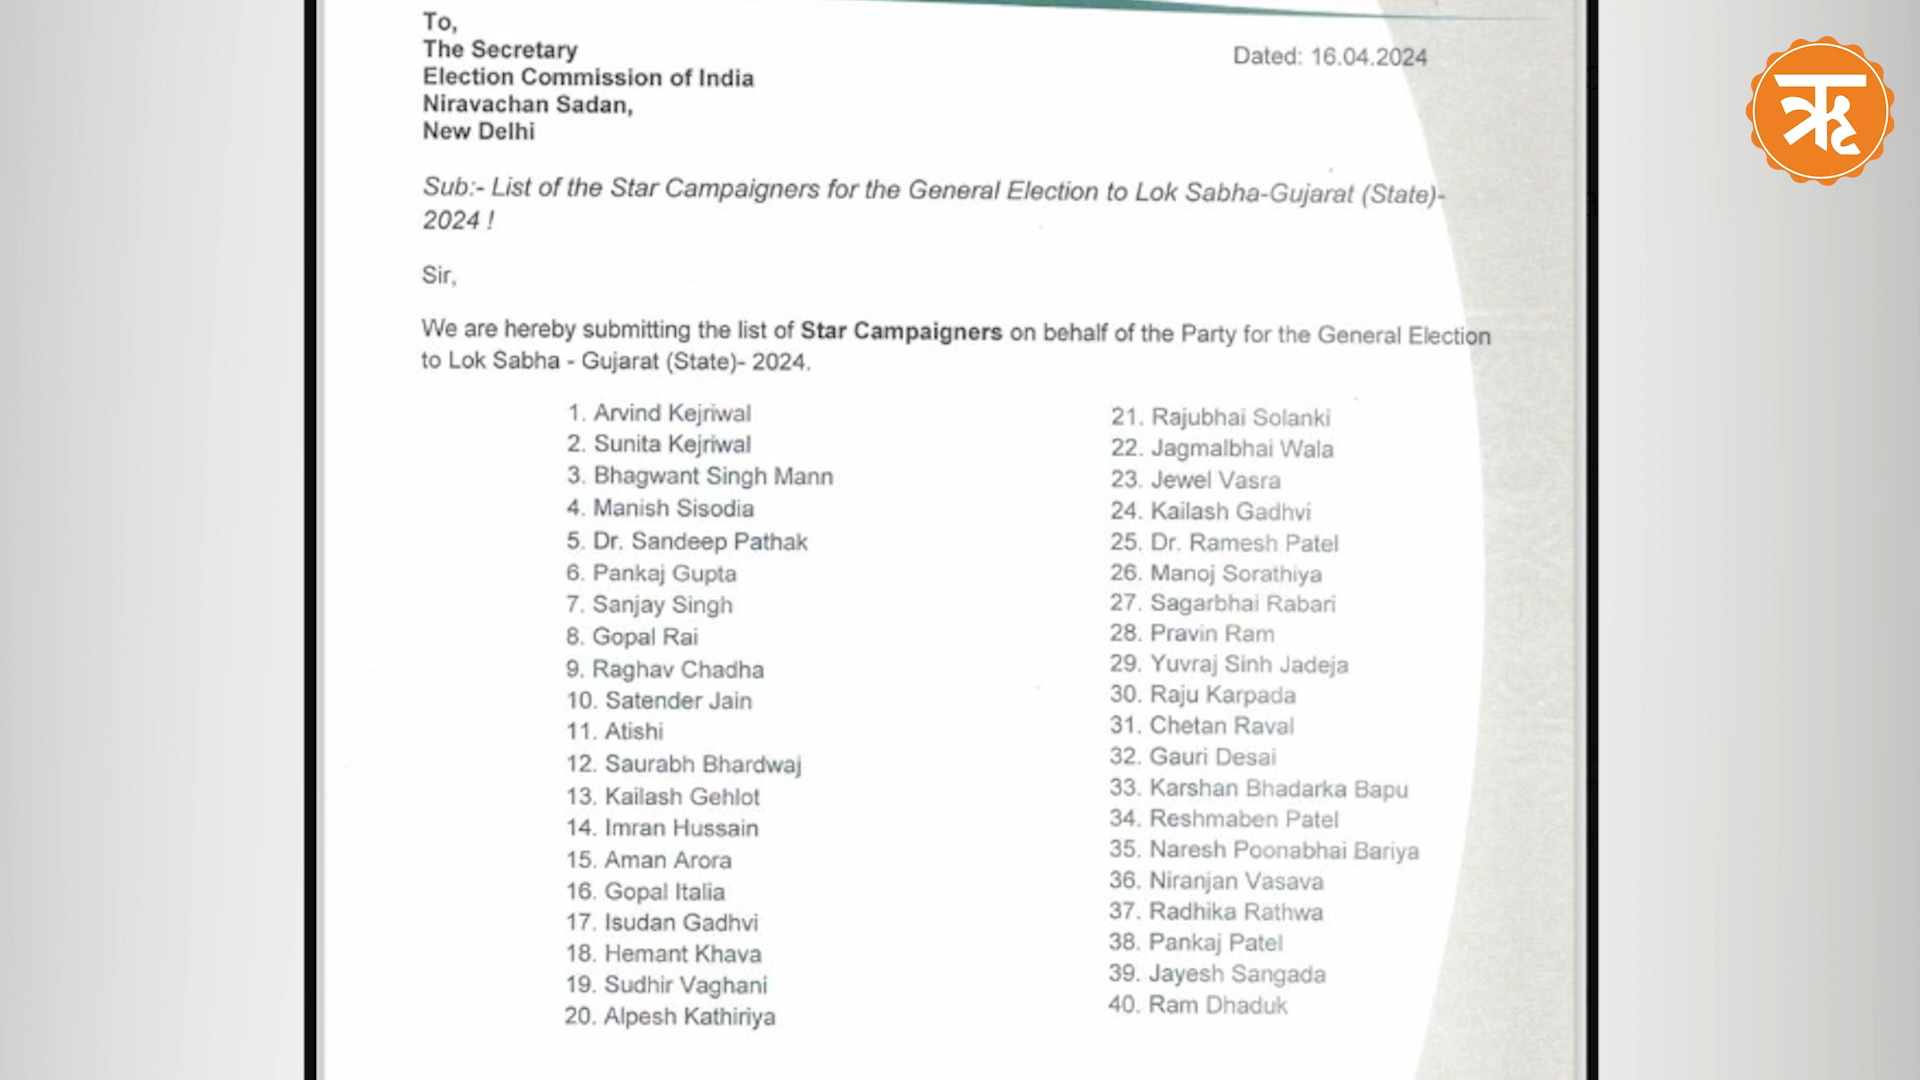 To,
The Secretary
Election Commission of India
Niravachan Sadan,
New Delhi
Dated: 16.04.2024
Sub:- List of the Star Campaigners for the General Election to Lok Sabha-Gujarat (State)-
2024 !
Sir,
We are hereby submitting the list of Star Campaigners on behalf of the Party for the General Election
to Lok Sabha - Gujarat (State)- 2024.
1. Arvind Kejriwal
2. Sunita Kejriwal
3. Bhagwant Singh Mann
4. Manish Sisodia
5. Dr. Sandeep Pathak
6. Pankaj Gupta
7. Sanjay Singh
8. Gopal Rai
9. Raghav Chadha
10. Satender Jain
11. Atishi
12. Saurabh Bhardwaj
13. Kailash Gehlot
14. Imran Hussain
15. Aman Arora
16. Gopal Italia
17. Isudan Gadhvi
18. Hemant Khava
19. Sudhir Vaghani
20. Alpesh Kathiriya
21. Rajubhai Solanki
22. Jagmalbhai Wala
23. Jewel Vasra
24. Kailash Gadhvi
25. Dr. Ramesh Patel
26. Manoj Sorathiya
27. Sagarbhai Rabari
28. Pravin Ram
29. Yuvraj Sinh Jadeja
30. Raju Karpada
31. Chetan Raval
32. Gauri Desai
33. Karshan Bhadarka Bapu
34. Reshmaben Patel
35. Naresh Poonabhai Bariya
36. Niranjan Vasava
37. Radhika Rathwa
38. Pankaj Patel
39. Jayesh Sangada
40. Ram Dhaduk
ऋ